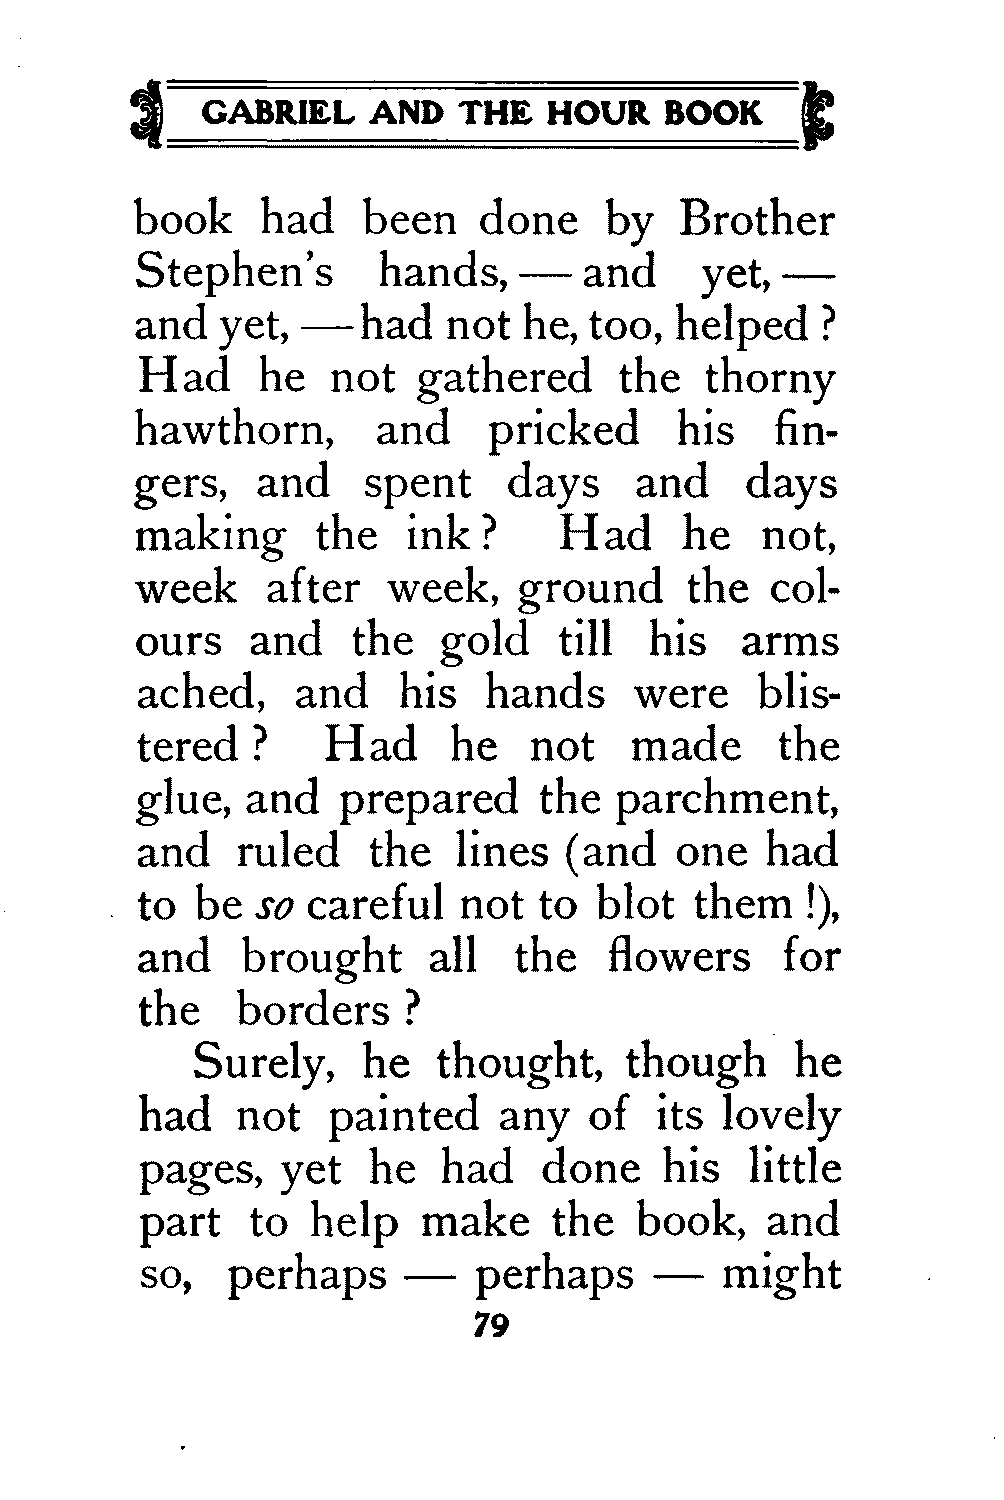 GABRIEL AND THE HOUR BOOK
book had been done by Brother
Stephen's hands, — and yet, —
and yet, — had not he, too, helped ?
Had he not gathered the thorny
hawthorn, and pricked his fin-
gers, and spent days and days
making the ink ? Had he not,
week after week, ground the col-
ours and the gold till his arms
ached, and his hands were blis-
tered ? Had he not made the
glue, and prepared the parchment,
and ruled the lines (and one had
to be so careful not to blot them !),
and brought all the flowers for
the borders ?
Surely, he thought, though he
had not painted any of its lovely
pages, yet he had done his little
part to help make the book, and
so, perhaps — perhaps — might
79